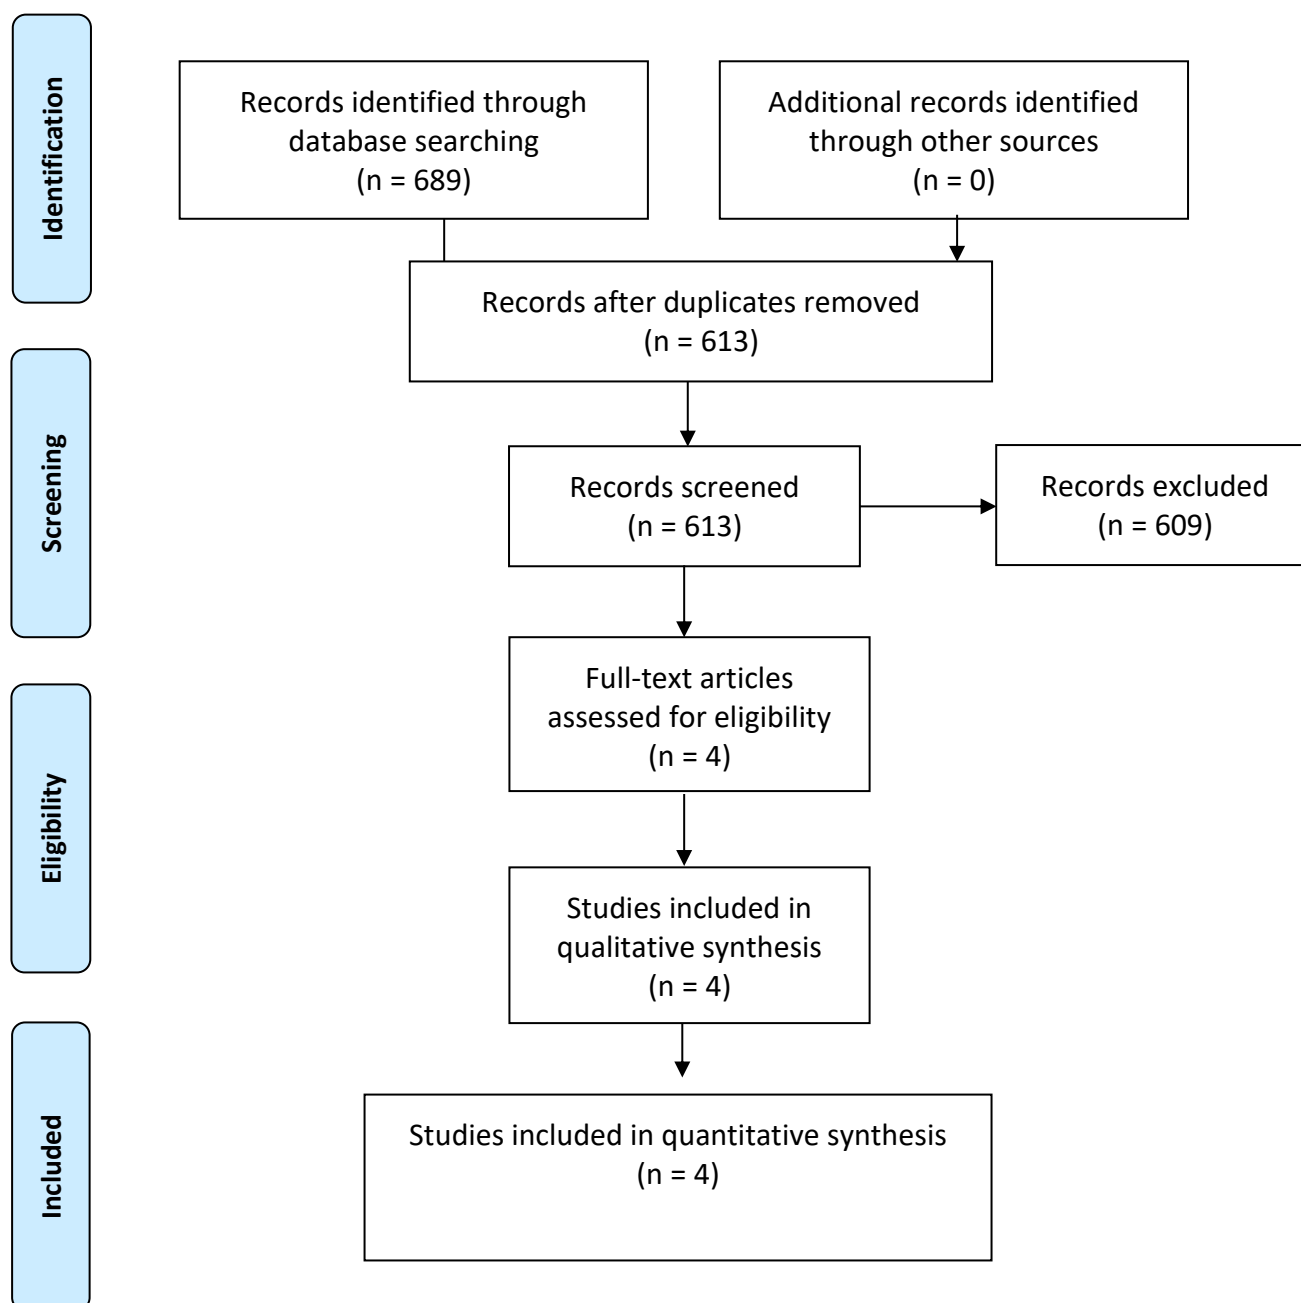 Identification
Records identified through
database searching
(n = 689)
Additional records identified
through other sources
(n = 0)
Records after duplicates removed
(n = 613)
Screening
Records screened
(n = 613)
Records excluded
(n = 609)
Eligibility
Full-text articles
assessed for eligibility
(n = 4)
Studies included in
qualitative synthesis
(n = 4)
Included
Studies included in quantitative synthesis
(n = 4)